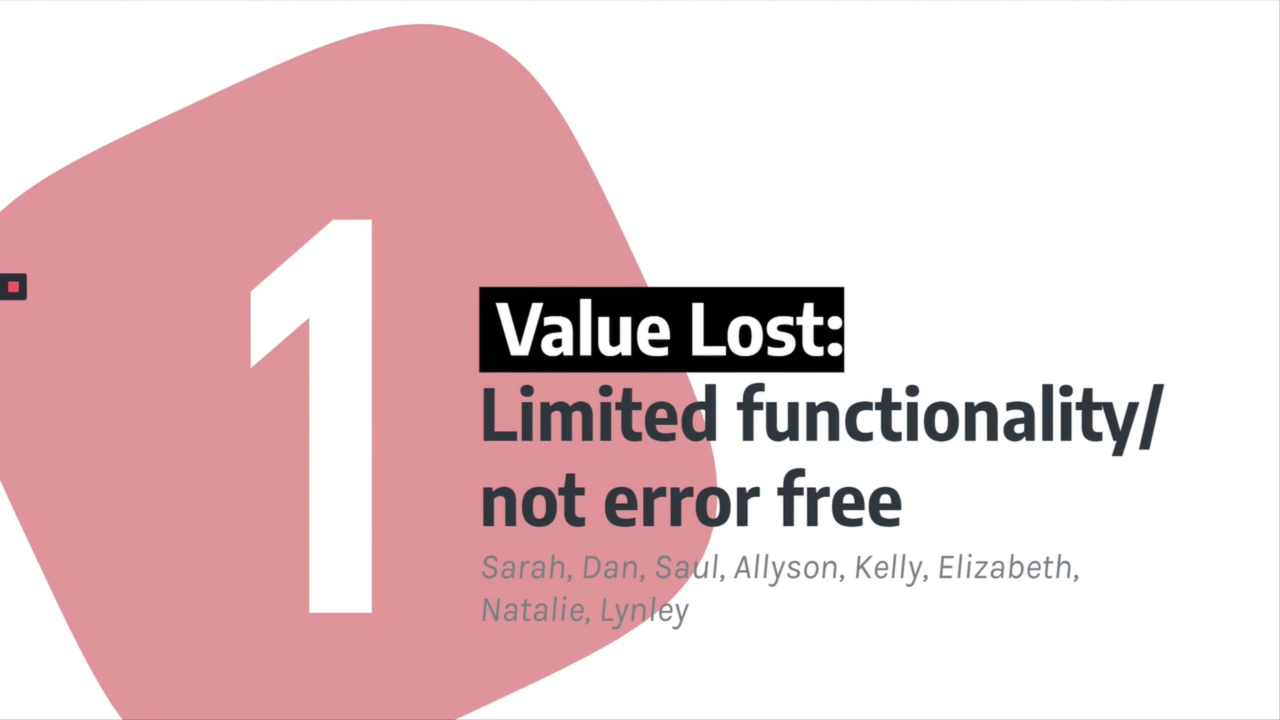 1
Value Lost:
Limited functionality/
not error free
Sarah, Dan, Saul, Allyson, Kelly, Elizabeth,
Natalie, Lynley